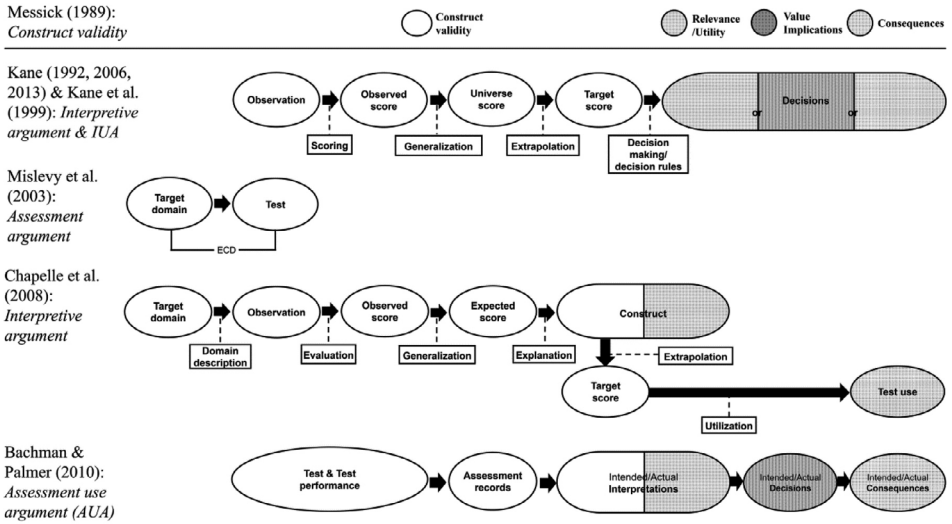 Messick (1989):
Construct validity
Construct
validity
Relevance
/Utility
Value
Implications
Consequences
Kane (1992, 2006,
2013) & Kane et al.
(1999): Interpretive
argument & IUA
Observation
Observed
score
Universe
score
Target
score
or
Decisions
or
Scoring
Generalization
Extrapolation
Decision
making/
decision rules
Mislevy et al.
(2003):
Assessment
argument
Target
domain
Test
ECD
Chapelle et al.
(2008):
Interpretive
argument
Target
domain
Observation
Observed
score
Expected
score
Construct
Domain
description
Evaluation
Generalization
Explanation
Extrapolation
Target
score
Test use
Utilization
Bachman &
Palmer (2010):
Assessment use
argument (AUA)
Test & Test
performance
Assessment
records
Intended/Actual
Interpretations
Intended/Actual
Decisions
Intended/Actual
Consequences